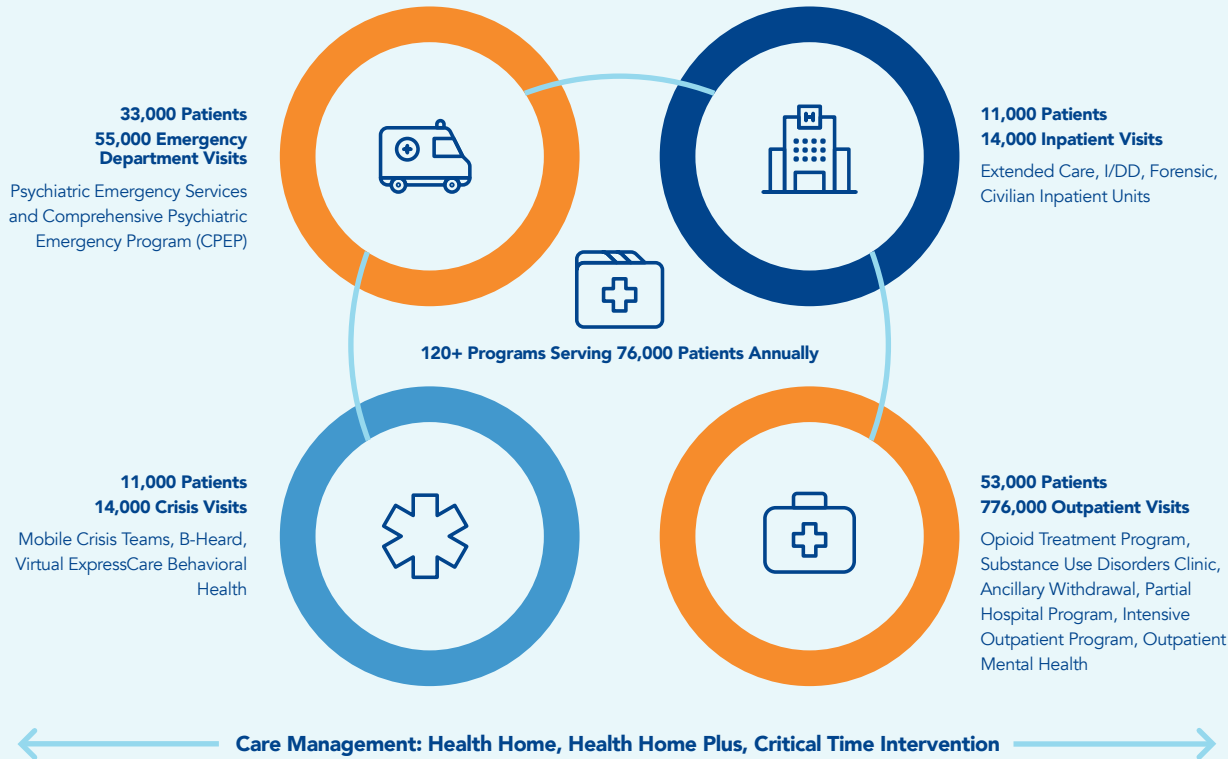 33,000 Patients
55,000 Emergency
Department Visits
Psychiatric Emergency Services
and Comprehensive Psychiatric
Emergency Program (CPEP)
H
11,000 Patients
14,000 Inpatient Visits
Extended Care, I/DD, Forensic,
Civilian Inpatient Units
120+ Programs Serving 76,000 Patients Annually
11,000 Patients
14,000 Crisis Visits
Mobile Crisis Teams, B-Heard,
Virtual ExpressCare Behavioral
Health
53,000 Patients
776,000 Outpatient Visits
Opioid Treatment Program,
Substance Use Disorders Clinic,
Ancillary Withdrawal, Partial
Hospital Program, Intensive
Outpatient Program, Outpatient
Mental Health
Care Management: Health Home, Health Home Plus, Critical Time Intervention